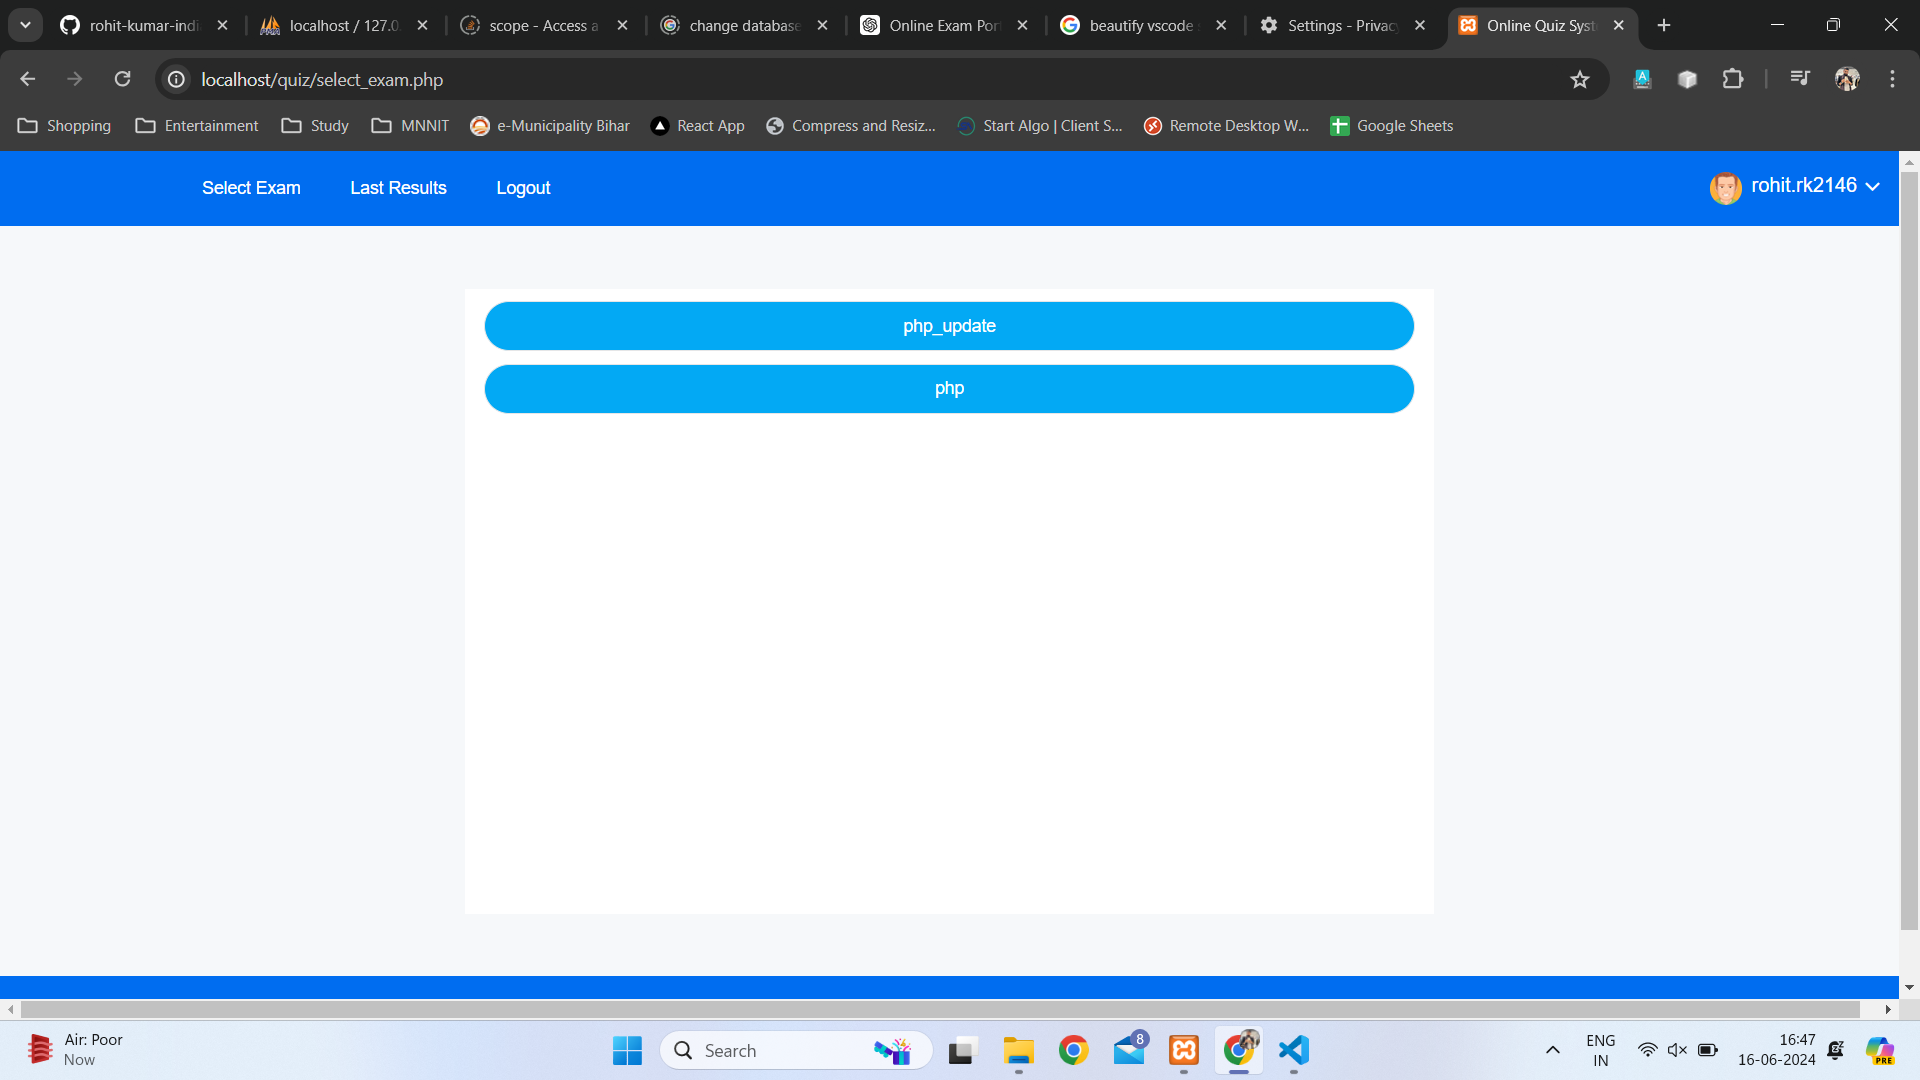 rohit-kumar-indi
localhost / 127.0.
scope - Access a
change database
Online Exam Por
beautify vscode
Settings - Privac
Online Quiz Syst
localhost/quiz/select_exam.php
Shopping
Entertainment
Study
MNNIT
e-Municipality Bihar
React App
Compress and Resiz...
Start Algo | Client S...
Remote Desktop W...
Google Sheets
Select Exam
Last Results
Logout
rohit.rk2146
php_update
php
Air: Poor
Now
Search
8
ENG
IN
16:47
16-06-2024
PRE